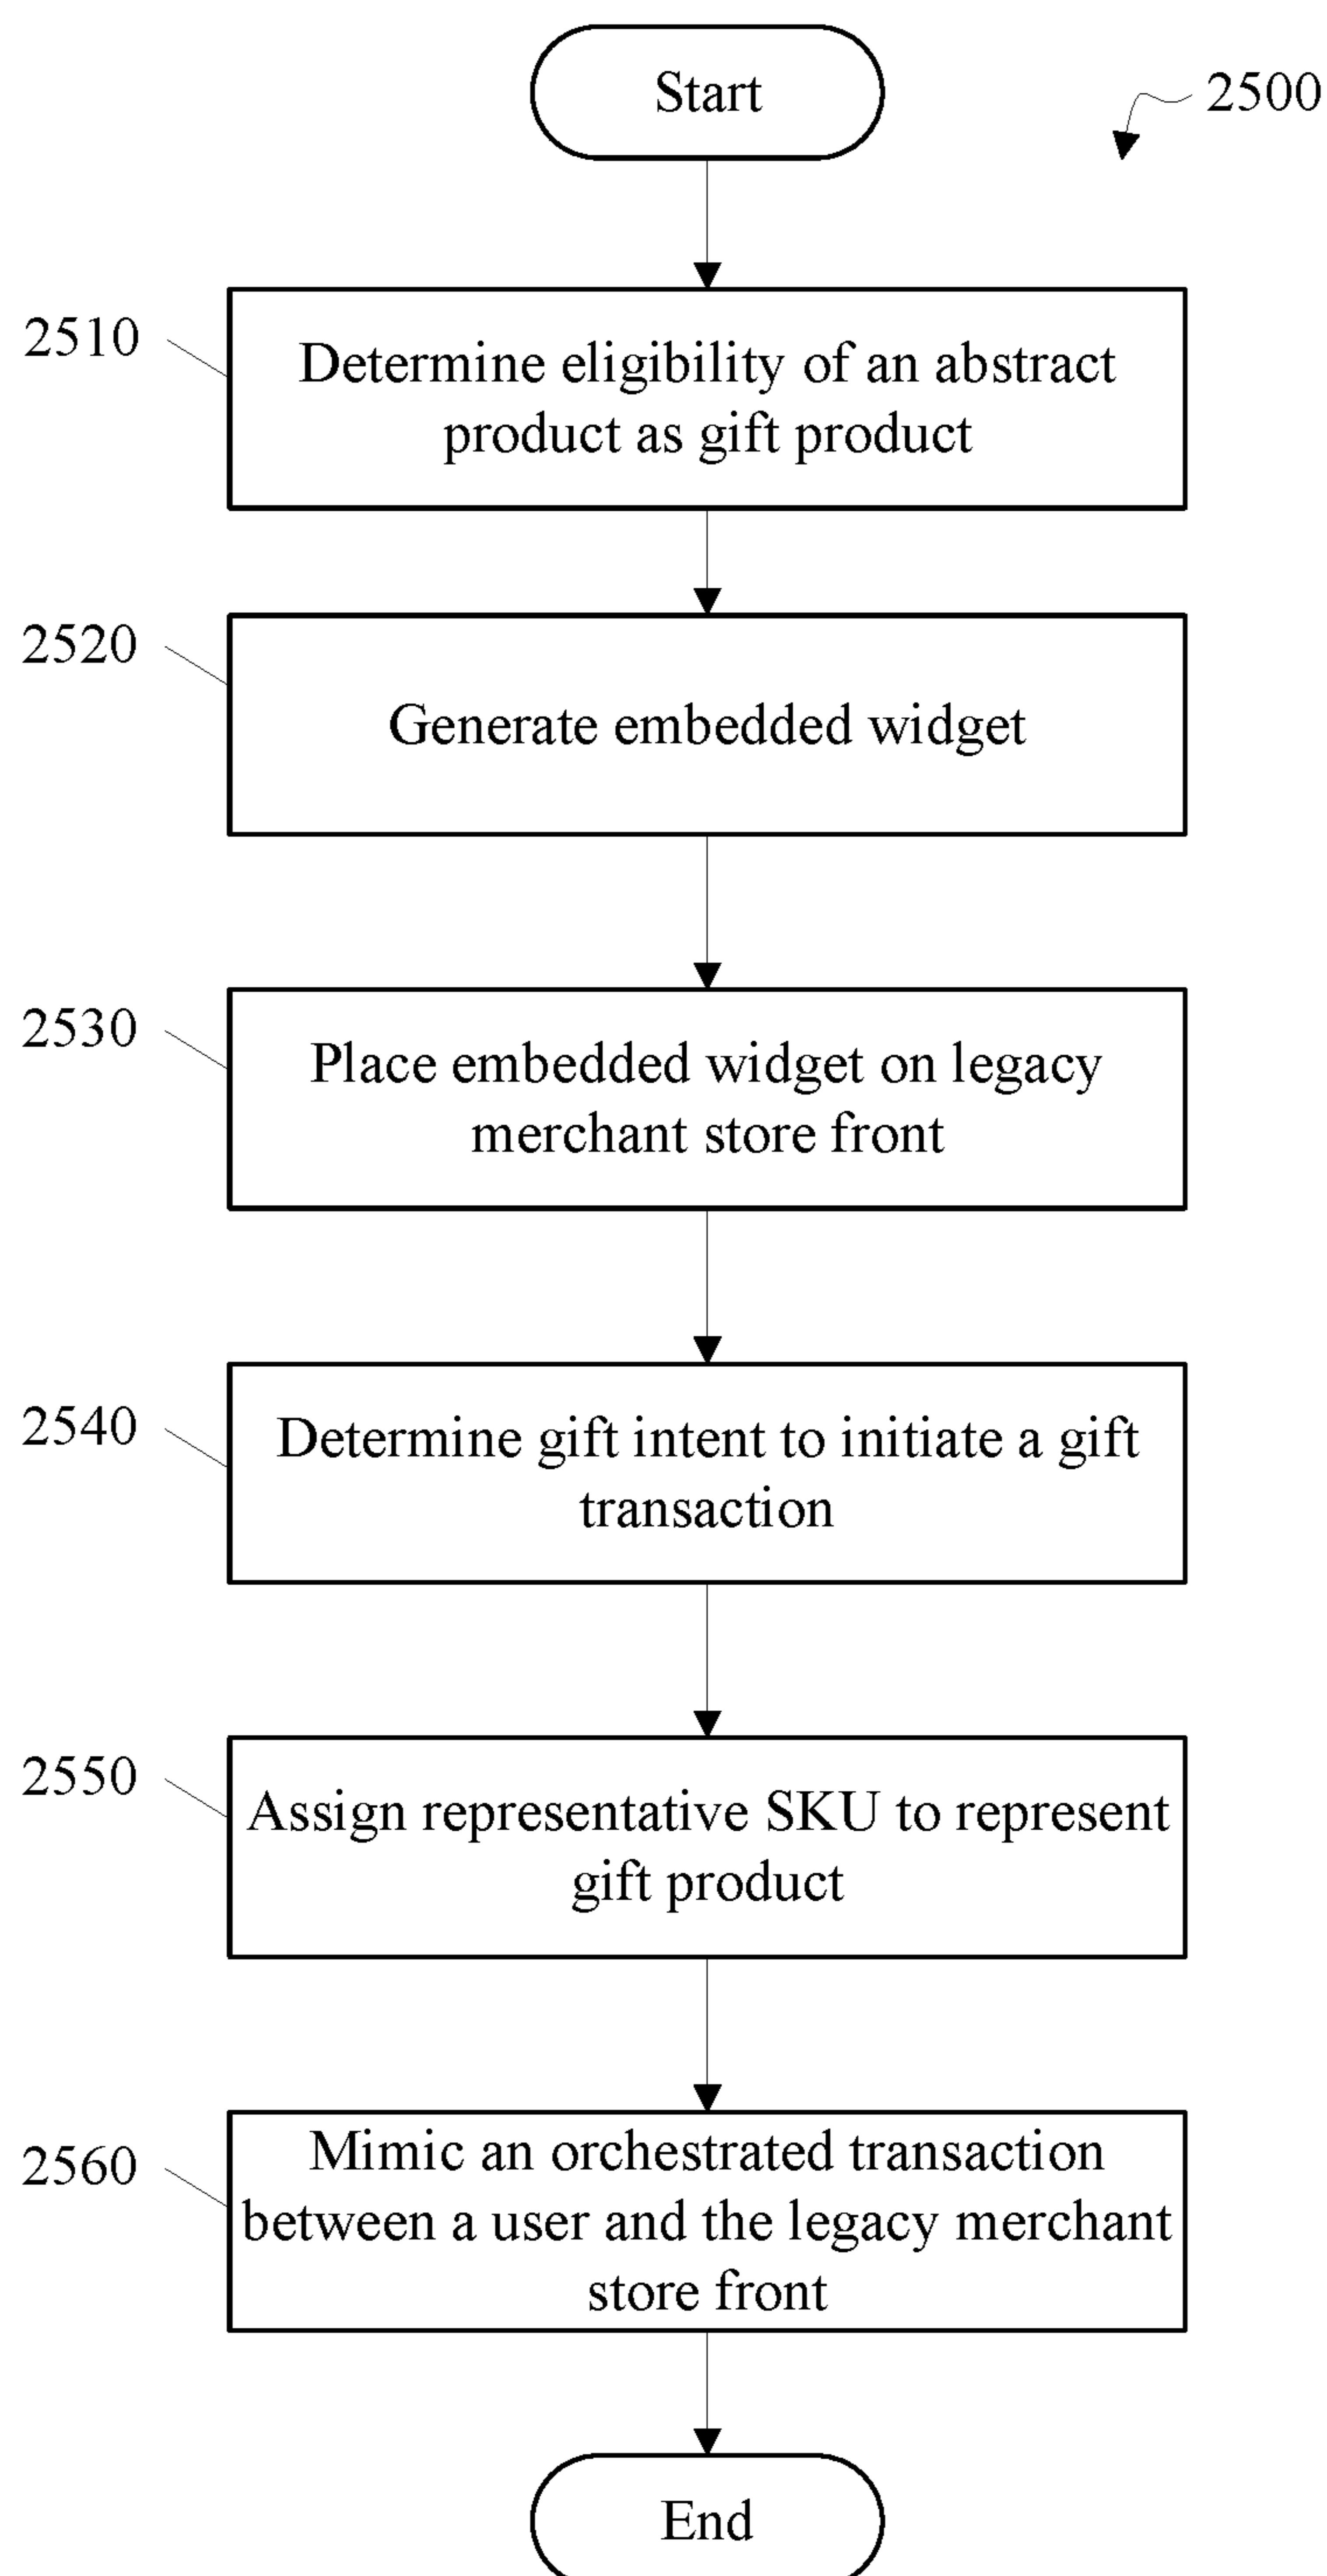 Start
2500
2510
Determine eligibility of an abstract
product as gift product
2520
Generate embedded widget
2530
Place embedded widget on legacy
merchant store front
2540
Determine gift intent to initiate a gift
transaction
2550
Assign representative SKU to represent
gift product
2560
Mimic an orchestrated transaction
between a user and the legacy merchant
store front
End